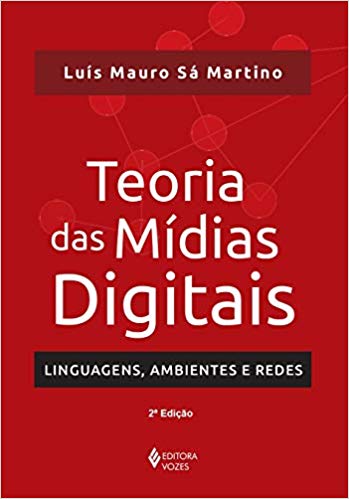 Luís Mauro Sá Martino
Teoria
das Mídias
Digitais
LINGUAGENS, AMBIENTES E REDES
2ª Edição
EDITORA
VOZES